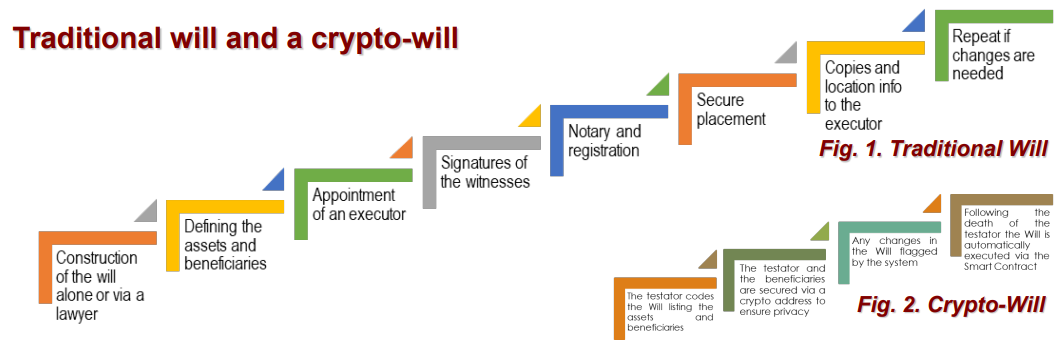 Traditional will and a crypto-will
Construction
of the will
alone or via a
lawyer
Defining the
assets and
beneficiaries
Appointment
of an executor
Signatures of
the witnesses
Notary and
registration
Secure
placement
Copies and
location info
to the
executor
Repeat if
changes are
needed
Fig. 1. Traditional Will
The testator codes
the Will listing the
assets and
beneficiaries
The testator and
the beneficiaries
are secured via a
crypto address to
ensure privacy
Any changes in
the Will flagged
by the system
Following the
death of the
testator the Will is
automatically
executed via the
Smart Contract
Fig. 2. Crypto-Will